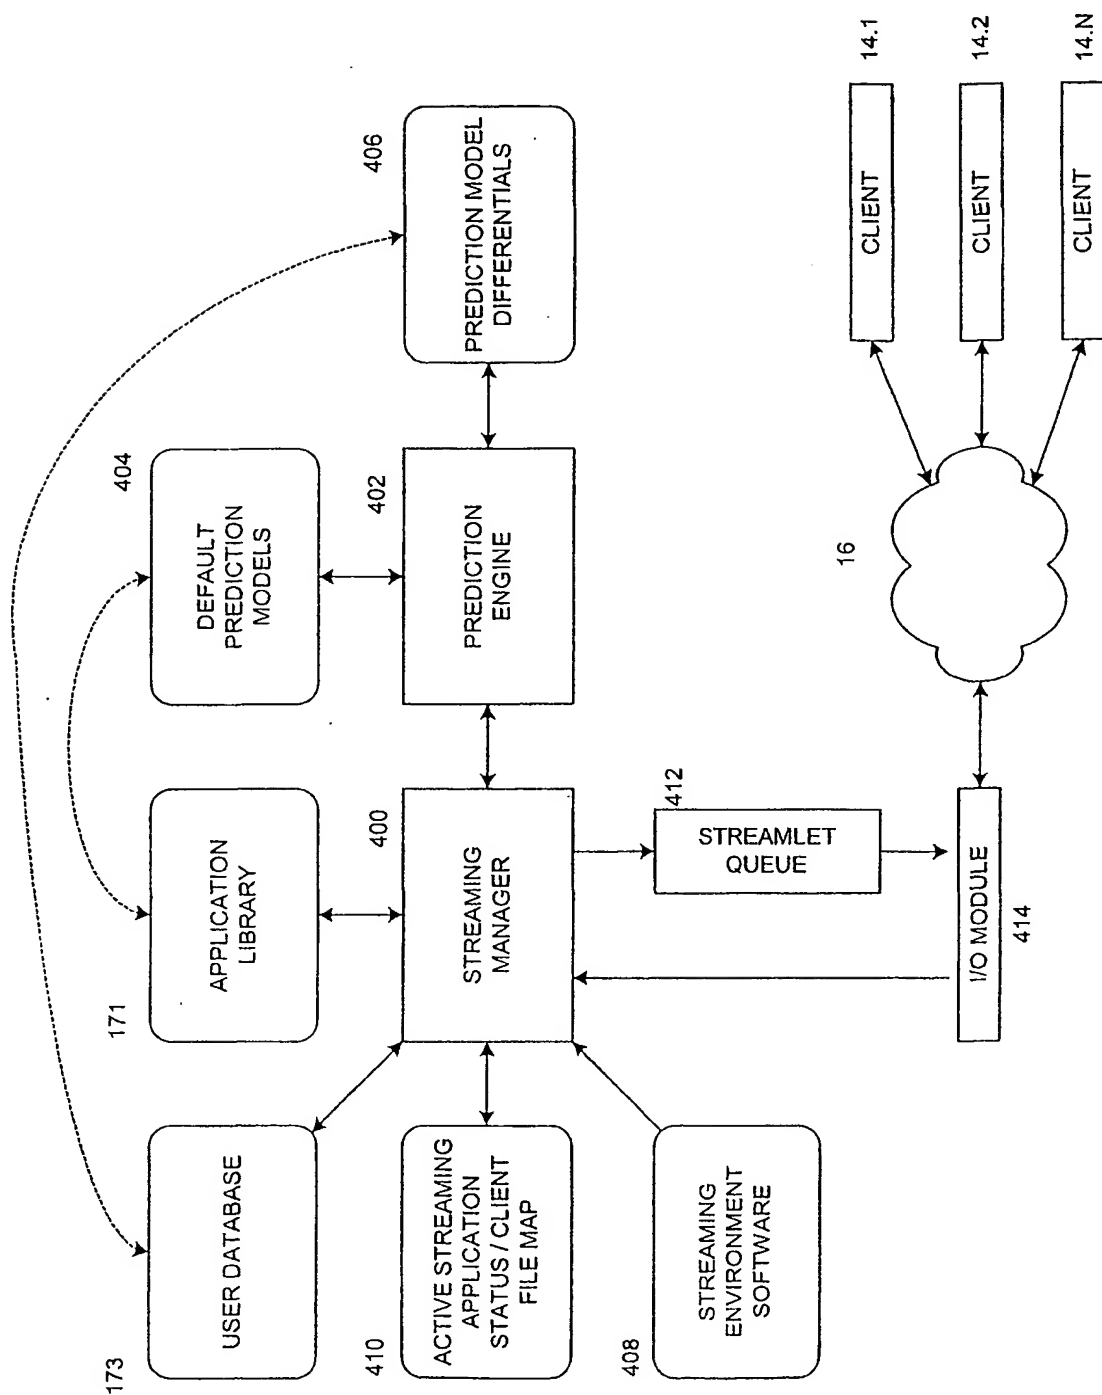 173
USER DATABASE
171
APPLICATION
LIBRARY
404
DEFAULT
PREDICTION
MODELS
410
ACTIVE STREAMING
APPLICATION
STATUS / CLIENT
FILE MAP
400
STREAMING
MANAGER
402
PREDICTION
ENGINE
406
PREDICTION MODEL
DIFFERENTIALS
408
STREAMING
ENVIRONMENT
SOFTWARE
412
STREAMLET
QUEUE
I/O MODULE
414
16
CLIENT
14.1
CLIENT
14.2
CLIENT
14.N